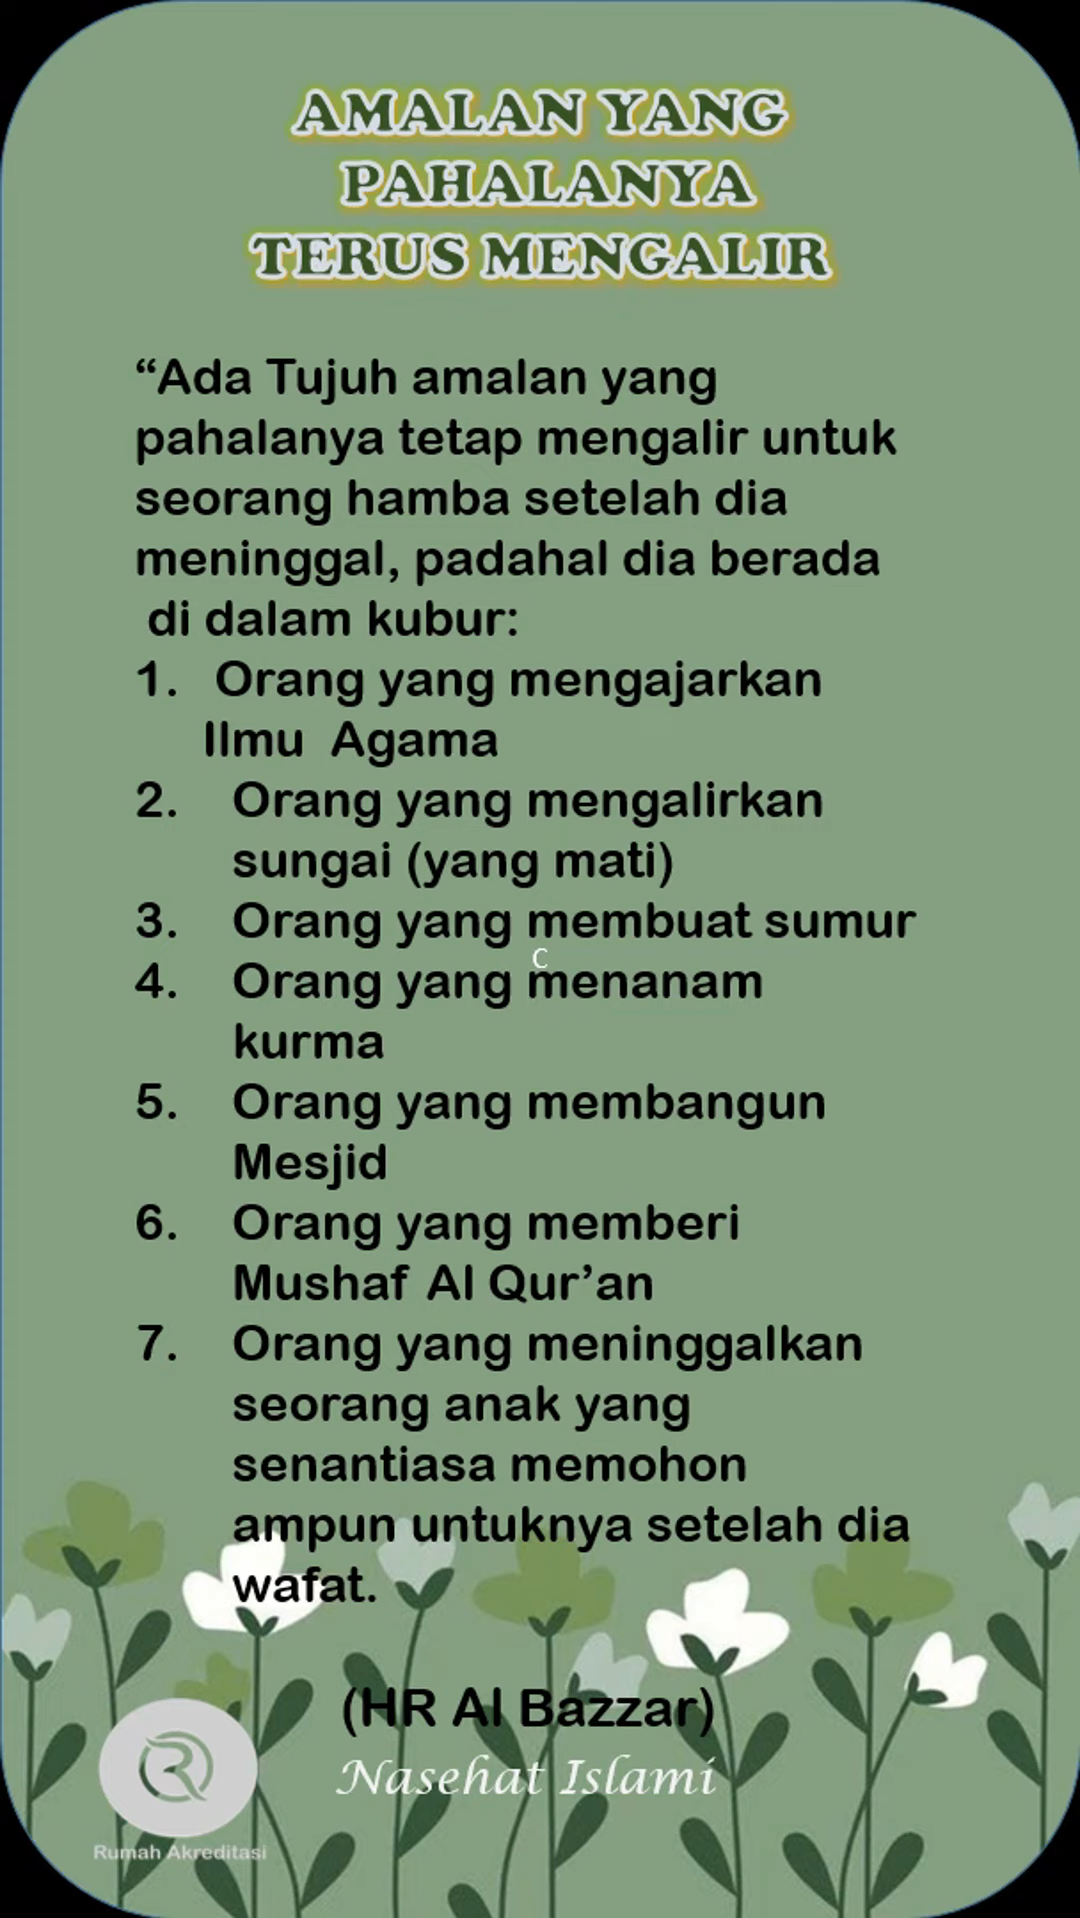 AMALAN YANG
PAHALANYA
TERUS MENGALIR
“Ada Tujuh amalan yang
pahalanya tetap mengalir untuk
seorang hamba setelah dia
meninggal, padahal dia berada
di dalam kubur:
1. Orang yang mengajarkan
Ilmu Agama
2. Orang yang mengalirkan
sungai (yang mati)
3. Orang yang membuat sumur
C
4. Orang yang menanam
kurma
5. Orang yang membangun
Mesjid
6. Orang yang memberi
Mushaf Al Qur’an
7. Orang yang meninggalkan
seorang anak yang
senantiasa memohon
ampun untuknya setelah dia
wafat.
(HR Al Bazzar)
Nasehat Islami
Rumah Akreditasi